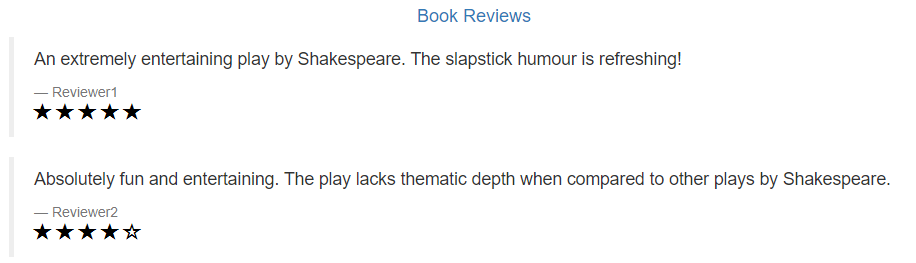 Book Reviews
An extremely entertaining play by Shakespeare. The slapstick humour is refreshing!
— Reviewer1
★★★★★
Absolutely fun and entertaining. The play lacks thematic depth when compared to other plays by Shakespeare.
— Reviewer2
★★★★☆